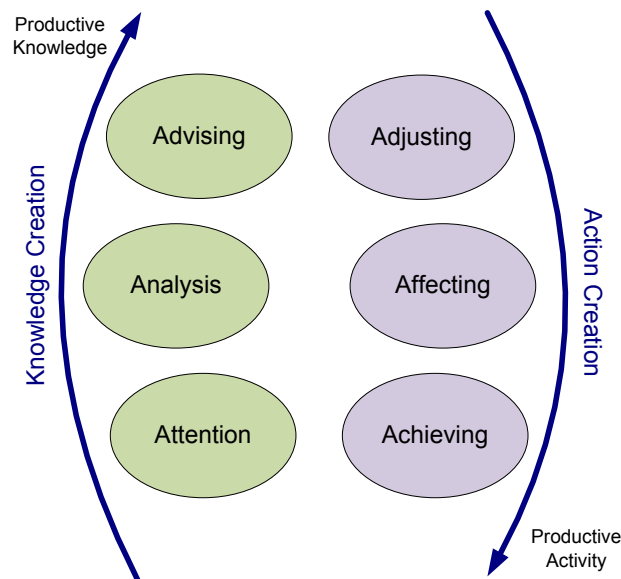 Productive
Knowledge
Advising
Adjusting
Knowledge Creation
Analysis
Affecting
Action Creation
Attention
Achieving
Productive
Activity